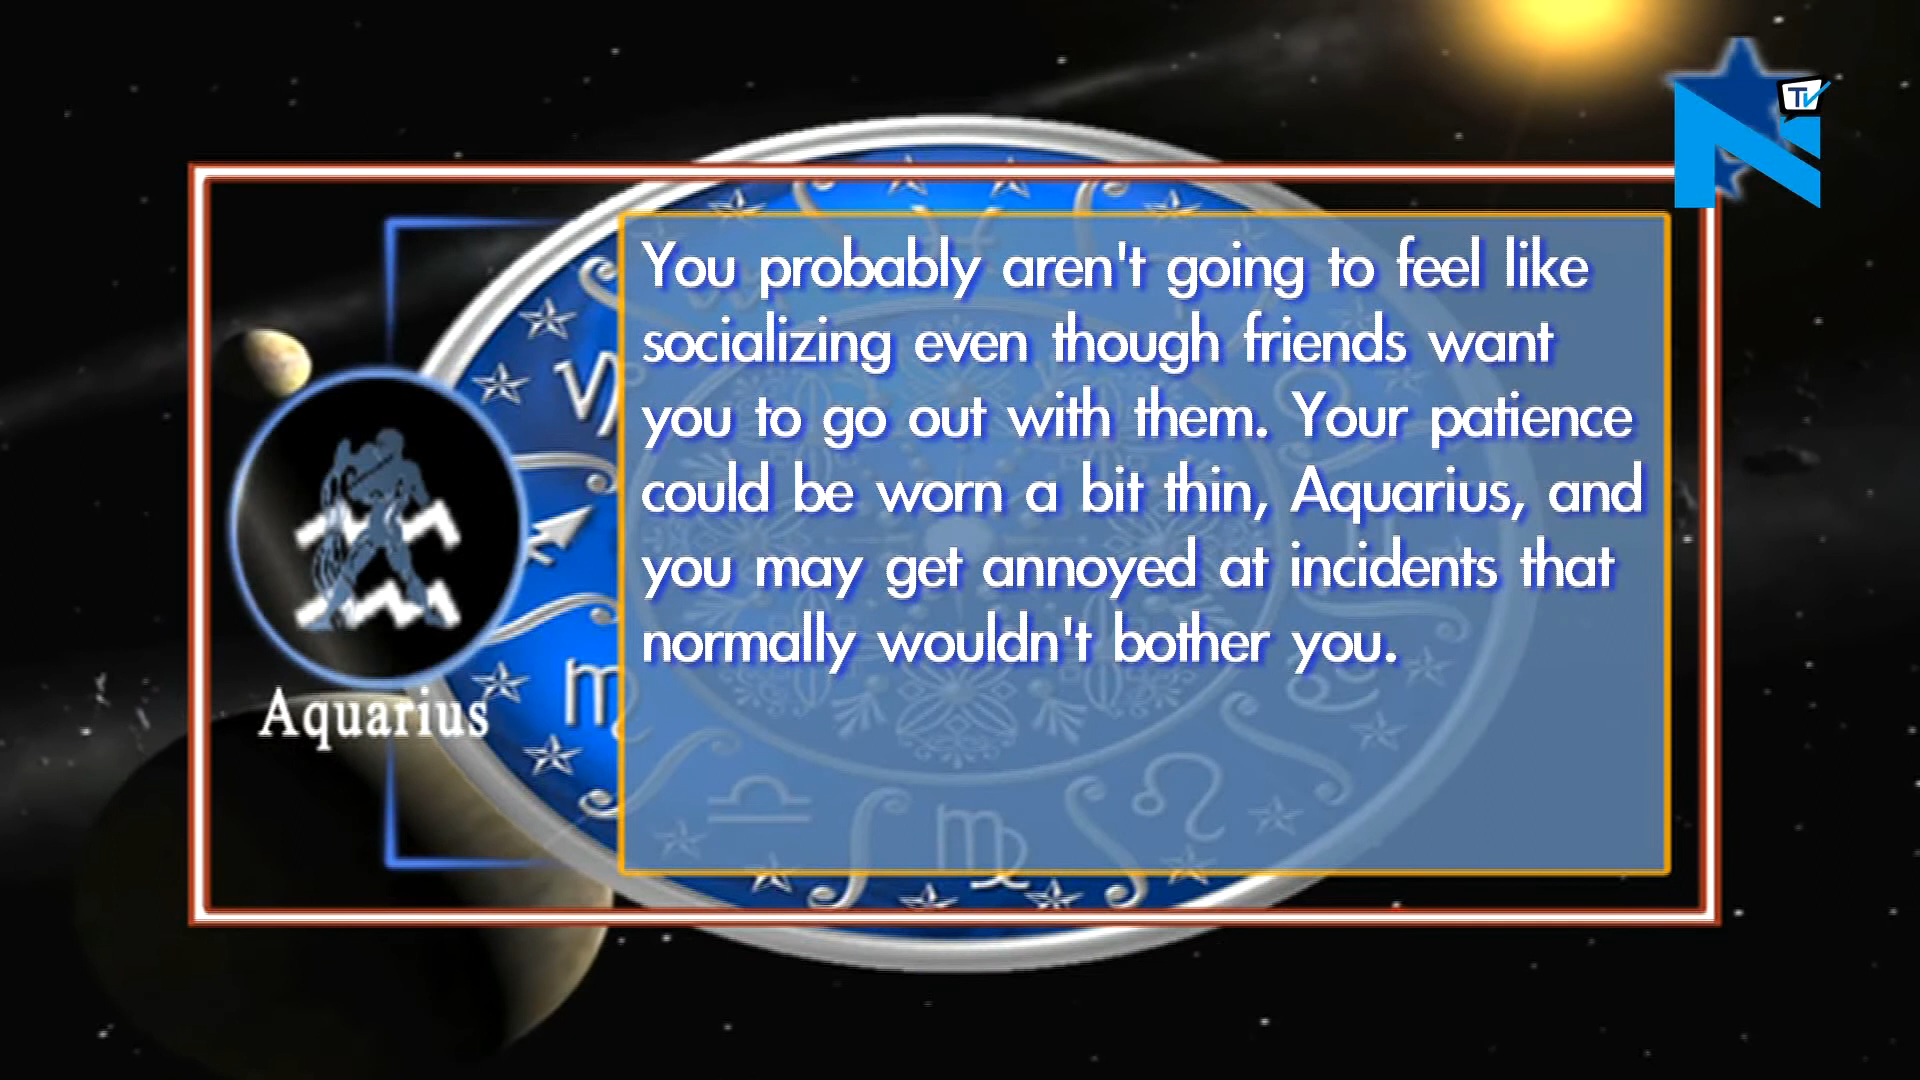 TV
You probably aren't going to feel like
socializing even though friends want
you to go out with them. Your patience
could be worn a bit thin, Aquarius, and
you may get annoyed at incidents that
normally wouldn't bother you.
Aquarius